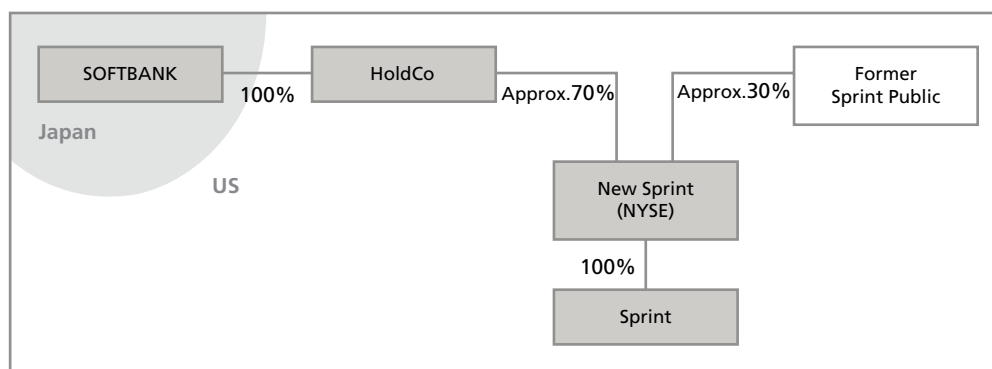 SOFTBANK
100%
HoldCo
Approx.70%
Approx.30%
Former
Sprint Public
Japan
US
New Sprint
(NYSE)
100%
Sprint